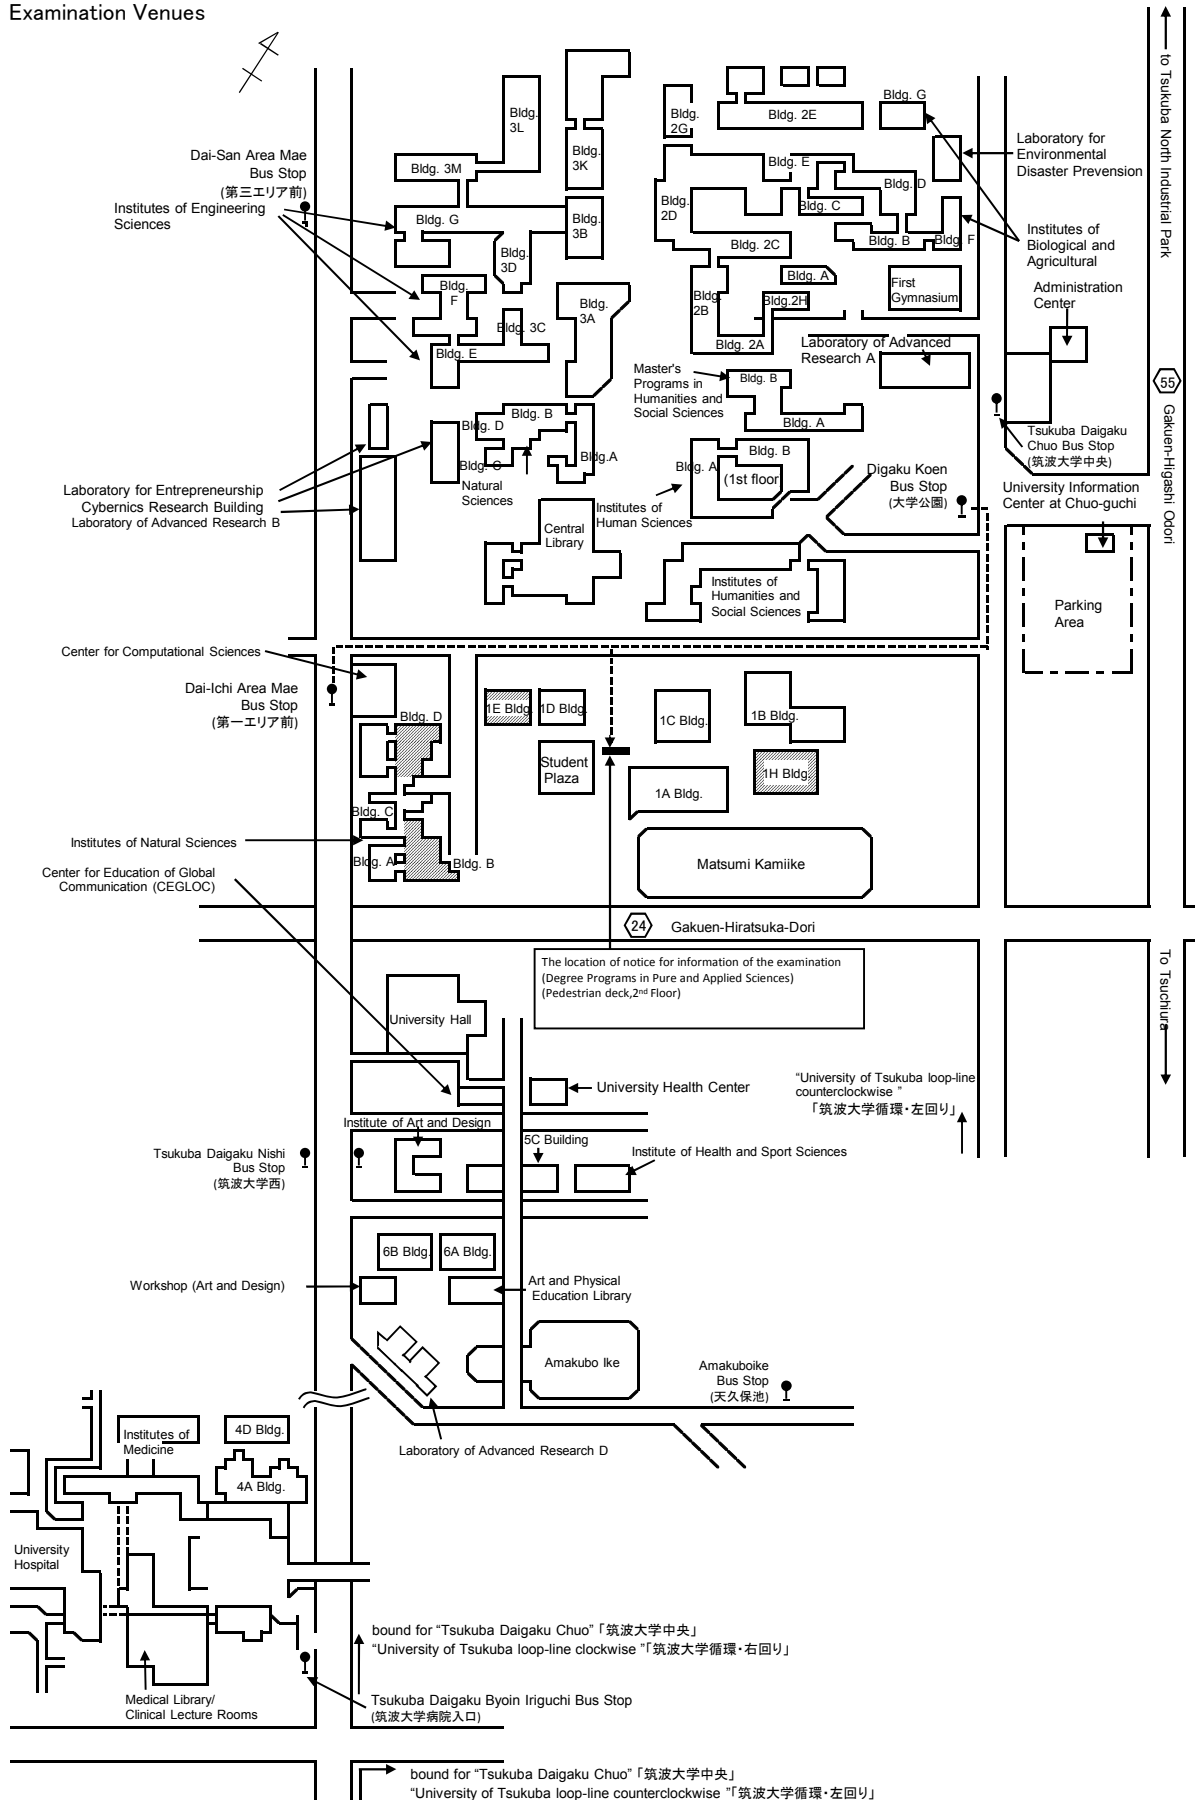 Examination Venues
to Tsukuba North Industrial Park
Bldg.
3L
Bldg.
3K
Bldg.
2G
Bldg. 2E
Bldg. G
Laboratory for
Environmental
Disaster Prevension
Dai-San Area Mae
Bus Stop
(第三エリア前)
Institutes of Engineering
Sciences
Bldg. 3M
Bldg. G
Bldg.
3B
Bldg.
3D
Bldg.
2D
Bldg. E
Bldg. D
Bldg. C
Bldg. B
Bldg. F
Bldg. 2C
Institutes of
Biological and
Agricultural
Bldg.
F
Bldg. 3C
Bldg. E
Bldg.
3A
Bldg. A
Bldg.
2B
Bldg.2H
Bldg. 2A
First
Gymnasium
Administration
Center
Laboratory of Advanced
Research A
55
Gakuen-Higashi Odori
Master's
Programs in
Humanities and
Social Sciences
Bldg. B
Bldg. A
Tsukuba Daigaku
Chuo Bus Stop
(筑波大学中央)
Bldg. B
Bldg. D
Bldg. C
Bldg.A
Natural
Sciences
Bldg. A
Bldg. B
(1st floor)
Institutes of
Human Sciences
Digaku Koen
Bus Stop
(大学公園)
University Information
Center at Chuo-guchi
Laboratory for Entrepreneurship
Cybernics Research Building
Laboratory of Advanced Research B
Central
Library
Institutes of
Humanities and
Social Sciences
Parking
Area
Center for Computational Sciences
Dai-Ichi Area Mae
Bus Stop
(第一エリア前)
Bldg. D
1E Bldg.
1D Bldg.
1C Bldg.
1B Bldg.
Student
Plaza
1A Bldg.
1H Bldg.
Bldg. C
Institutes of Natural Sciences
Bldg. A
Bldg. B
Matsumi Kamiike
Center for Education of Global
Communication (CEGLOC)
24
Gakuen-Hiratsuka-Dori
The location of notice for information of the examination
(Degree Programs in Pure and Applied Sciences)
(Pedestrian deck,2nd Floor)
To Tsuchiura
University Hall
University Health Center
“University of Tsukuba loop-line
counterclockwise ”
「筑波大学循環・左回り」
Institute of Art and Design
5C Building
Institute of Health and Sport Sciences
Tsukuba Daigaku Nishi
Bus Stop
(筑波大学西)
6B Bldg.
6A Bldg.
Workshop (Art and Design)
Art and Physical
Education Library
Amakubo Ike
Amakuboike
Bus Stop
(天久保池)
Laboratory of Advanced Research D
Institutes of
Medicine
4D Bldg.
4A Bldg.
University
Hospital
bound for “Tsukuba Daigaku Chuo”「筑波大学中央」
“University of Tsukuba loop-line clockwise ”「筑波大学循環・右回り」
Medical Library/
Clinical Lecture Rooms
Tsukuba Daigaku Byoin Iriguchi Bus Stop
(筑波大学病院入口)
bound for “Tsukuba Daigaku Chuo”「筑波大学中央」
“University of Tsukuba loop-line counterclockwise ”「筑波大学循環・左回り」